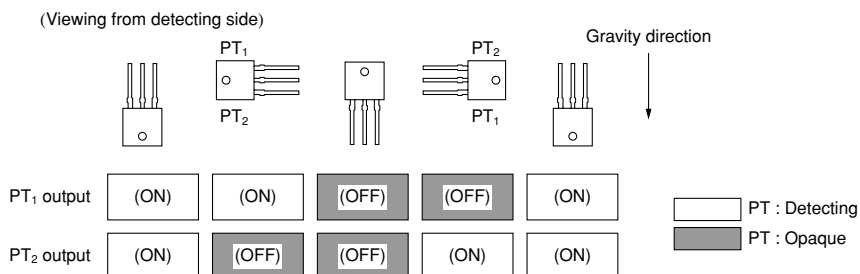 (Viewing from detecting side)
PT₁
PT₂
PT₂
PT₁
Gravity direction
PT₁ output (ON) (ON) (OFF) (OFF) (ON)
PT₂ output (ON) (OFF) (OFF) (ON) (ON)
PT : Detecting
PT : Opaque